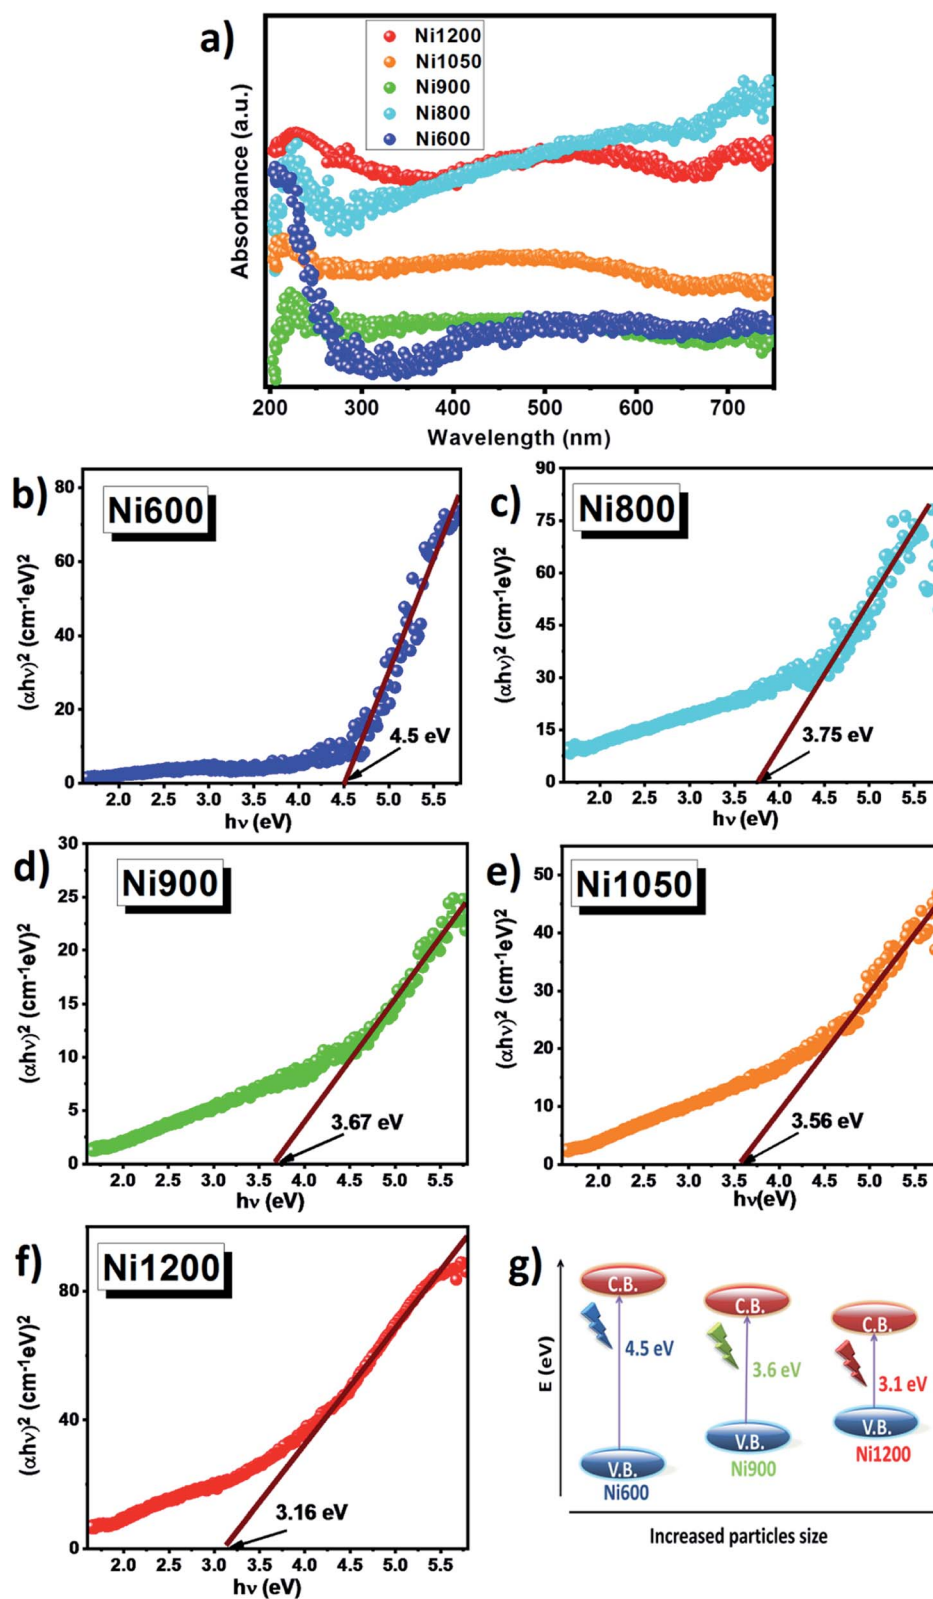 a)
Ni1200
Ni1050
Ni900
Ni800
Ni600
Absorbance (a.u.)
200 300 400 500 600 700
Wavelength (nm)
b)
Ni600
(αhν)² (cm⁻¹eV)²
80
60
40
20
0
4.5 eV
2.0 2.5 3.0 3.5 4.0 4.5 5.0 5.5
hν (eV)
c)
Ni800
(αhν)² (cm⁻¹eV)²
90
75
60
45
30
15
0
3.75 eV
2.0 2.5 3.0 3.5 4.0 4.5 5.0 5.5
hν (eV)
d)
Ni900
(αhν)² (cm⁻¹eV)²
30
25
20
15
10
5
0
3.67 eV
2.0 2.5 3.0 3.5 4.0 4.5 5.0 5.5
hν (eV)
e)
Ni1050
(αhν)² (cm⁻¹eV)²
50
40
30
20
10
0
3.56 eV
2.0 2.5 3.0 3.5 4.0 4.5 5.0 5.5
hν(eV)
f)
Ni1200
(αhν)² (cm⁻¹eV)²
80
40
0
3.16 eV
2.0 2.5 3.0 3.5 4.0 4.5 5.0 5.5
hν (eV)
g)
E (eV)
C.B.
4.5 eV
V.B.
Ni600
C.B.
3.6 eV
V.B.
Ni900
C.B.
3.1 eV
V.B.
Ni1200
Increased particles size